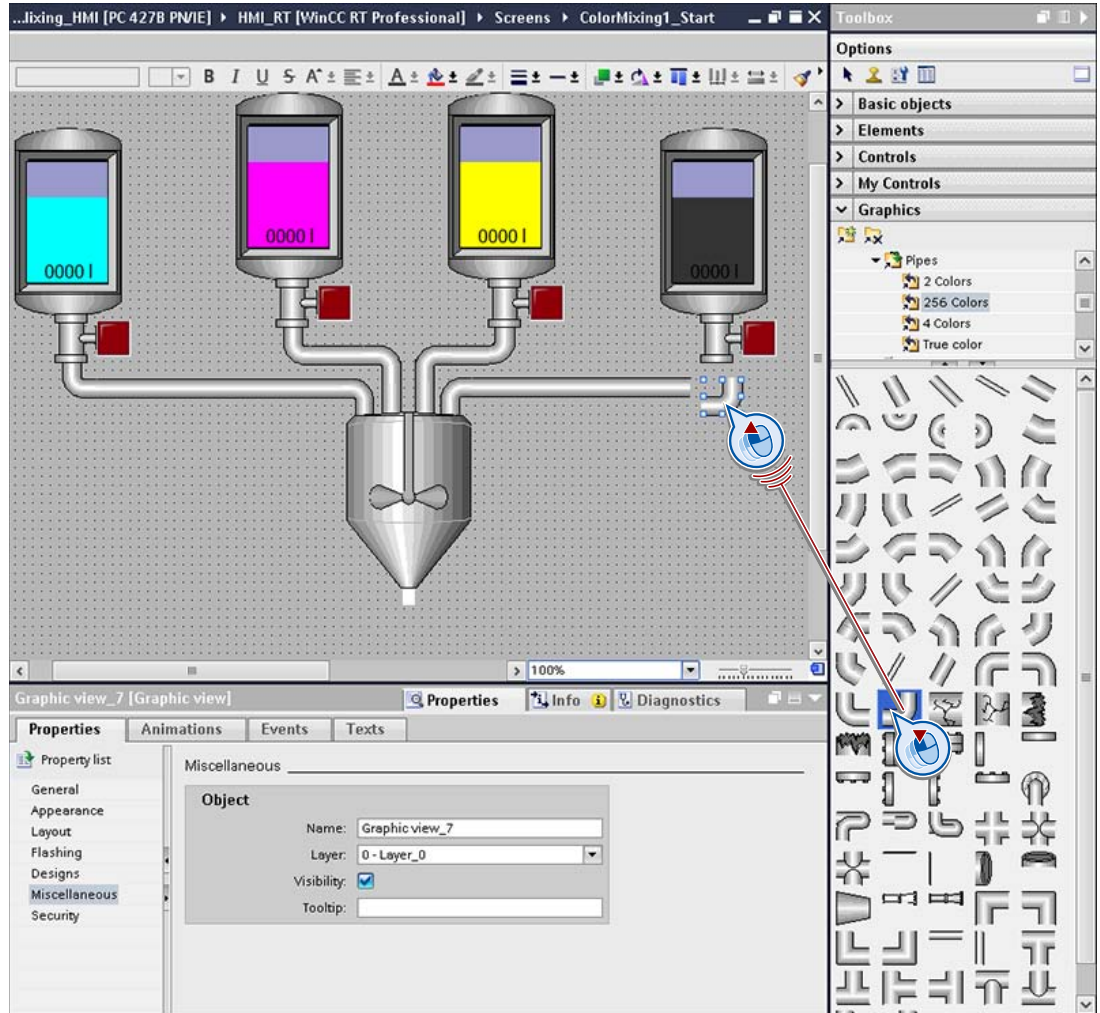 ...lixing_HMI [PC 427B PN/IE] ▸ HMI_RT [WinCC RT Professional] ▸ Screens ▸ ColorMixing1_Start
Toolbox
Options
B I U S A
A
Basic objects
Elements
Controls
My Controls
Graphics
Pipes
2 Colors
256 Colors
4 Colors
True color
00001
00001
00001
00001
100%
Graphic view_7 [Graphic view]
Properties
Info
Diagnostics
Properties
Animations
Events
Texts
Property list
General
Appearance
Layout
Flashing
Designs
Miscellaneous
Security
Miscellaneous
Object
Name: Graphic view_7
Layer: 0 - Layer_0
Visibility:
Tooltip: